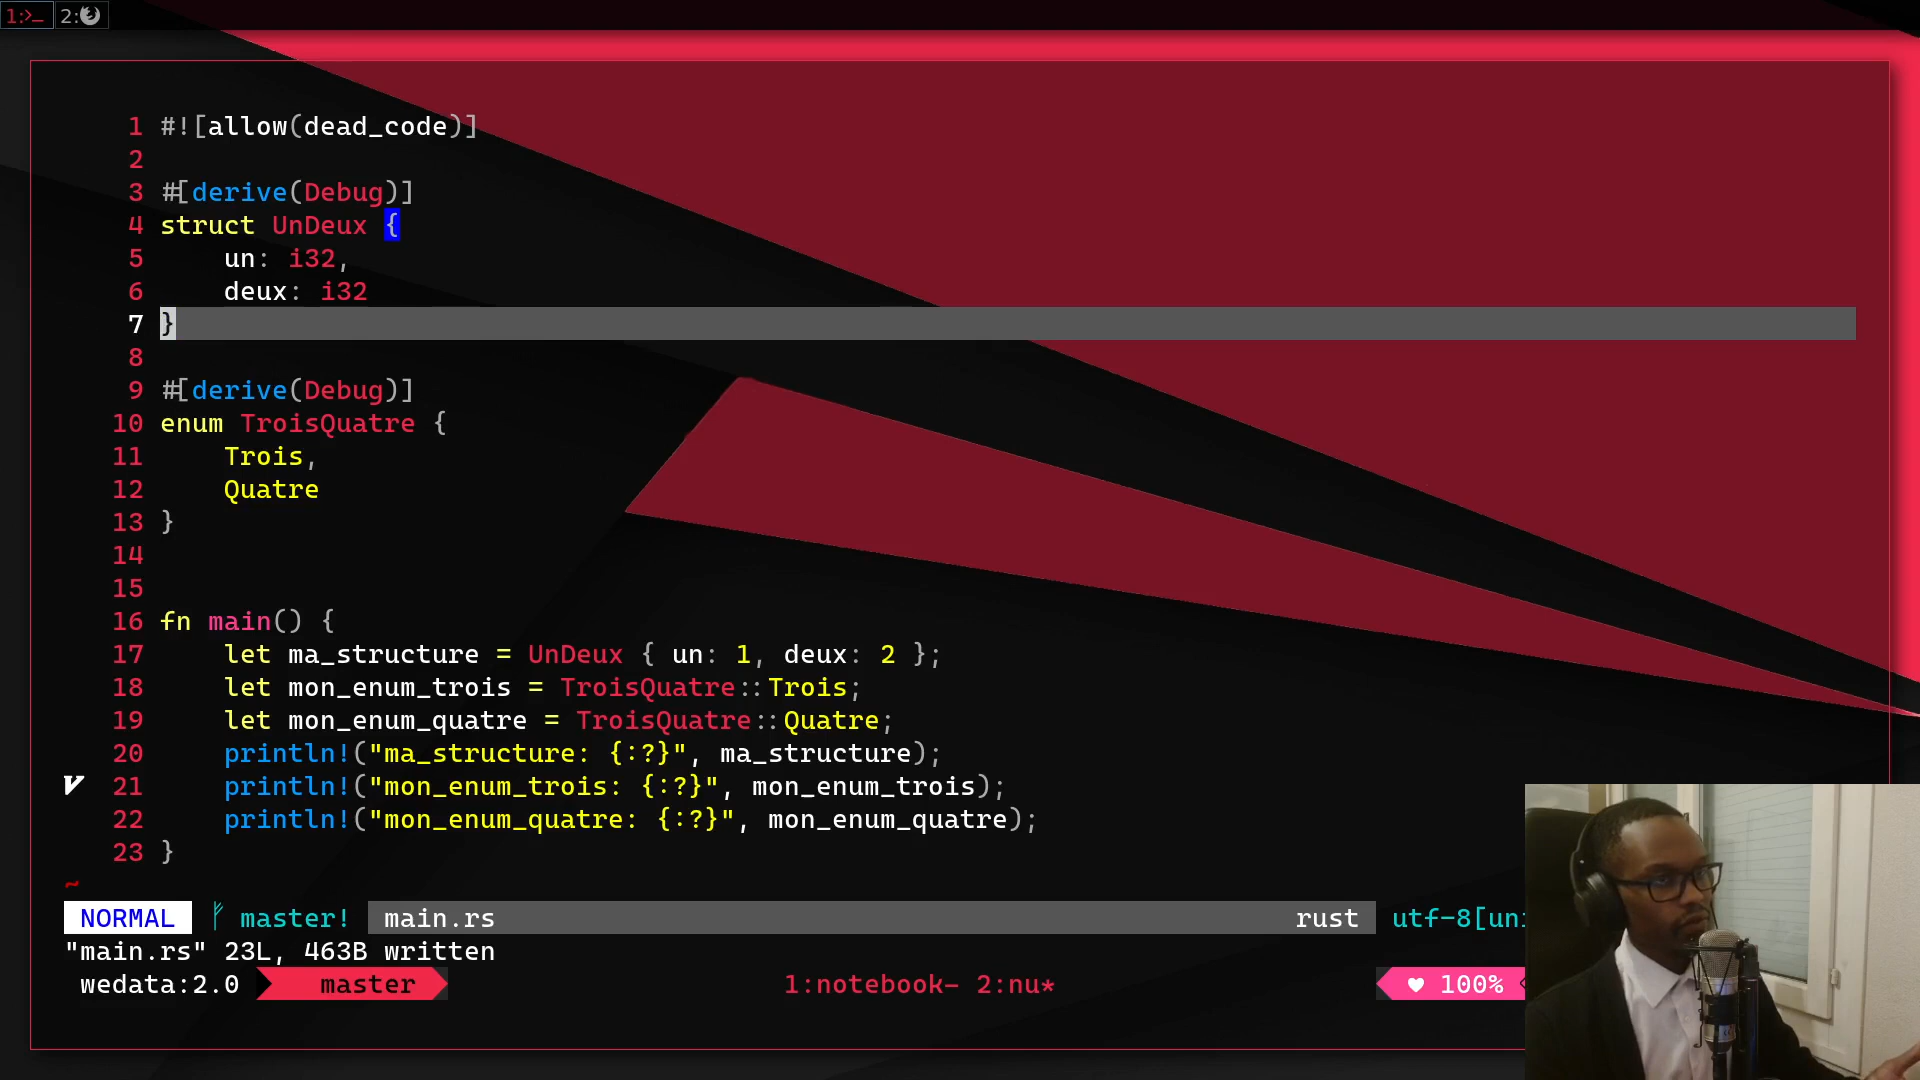 1:>_ 2:
1 #![allow(dead_code)]
2
3 #[derive(Debug)]
4 struct UnDeux {
5     un: i32,
6     deux: i32
7 }
8
9 #[derive(Debug)]
10 enum TroisQuatre {
11     Trois,
12     Quatre
13 }
14
15
16 fn main() {
17     let ma_structure = UnDeux { un: 1, deux: 2 };
18     let mon_enum_trois = TroisQuatre::Trois;
19     let mon_enum_quatre = TroisQuatre::Quatre;
20     println!("ma_structure: {:?}", ma_structure);
V 21     println!("mon_enum_trois: {:?}", mon_enum_trois);
22     println!("mon_enum_quatre: {:?}", mon_enum_quatre);
23 }
~
NORMAL master! main.rs rust utf-8[uni
"main.rs" 23L, 463B written
wedata:2.0 master 1:notebook- 2:nu* ♥ 100%